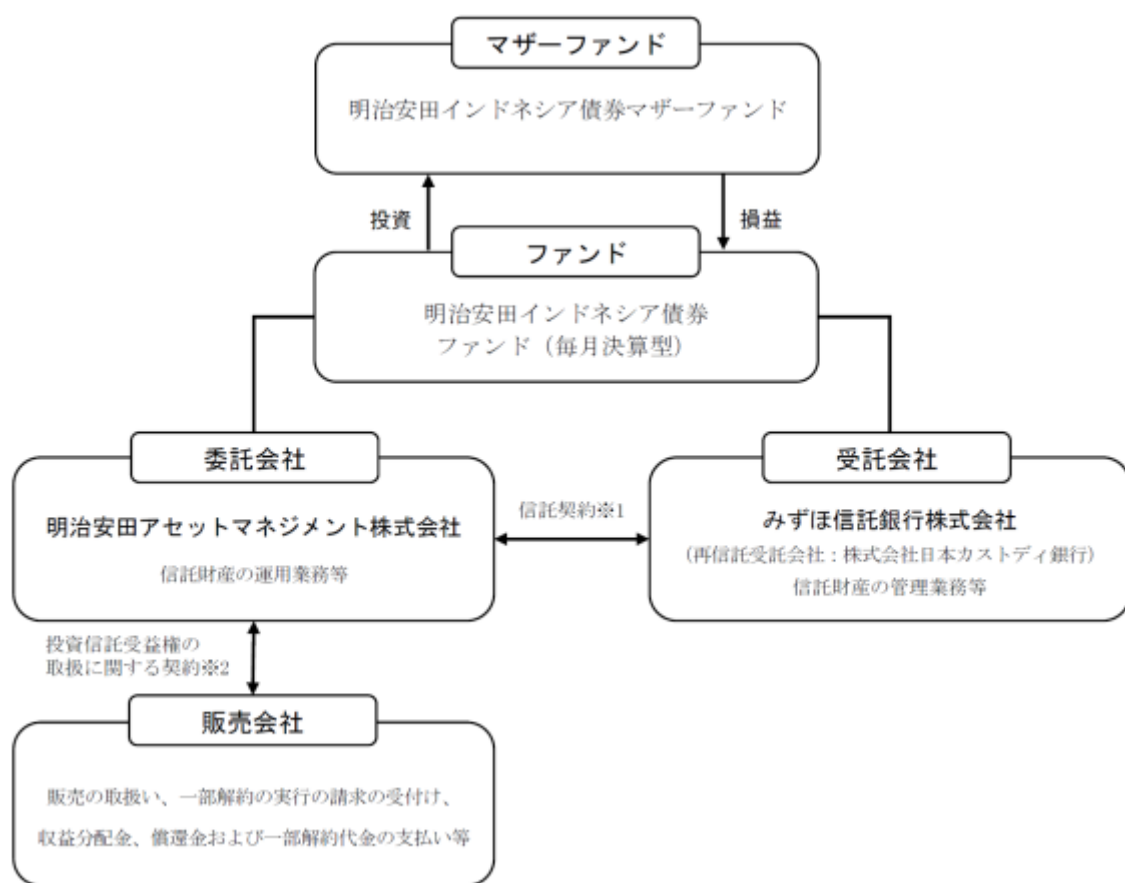 マザーファンド
明治安田インドネシア債券マザーファンド
投資
損益
ファンド
明治安田インドネシア債券
ファンド（毎月決算型）
委託会社
明治安田アセットマネジメント株式会社
信託財産の運用業務等
信託契約※1
受託会社
みずほ信託銀行株式会社
（再信託受託会社：株式会社日本カストディ銀行）
信託財産の管理業務等
投資信託受益権の
取扱に関する契約※2
販売会社
販売の取扱い、一部解約の実行の請求の受付け、
収益分配金、償還金および一部解約代金の支払い等